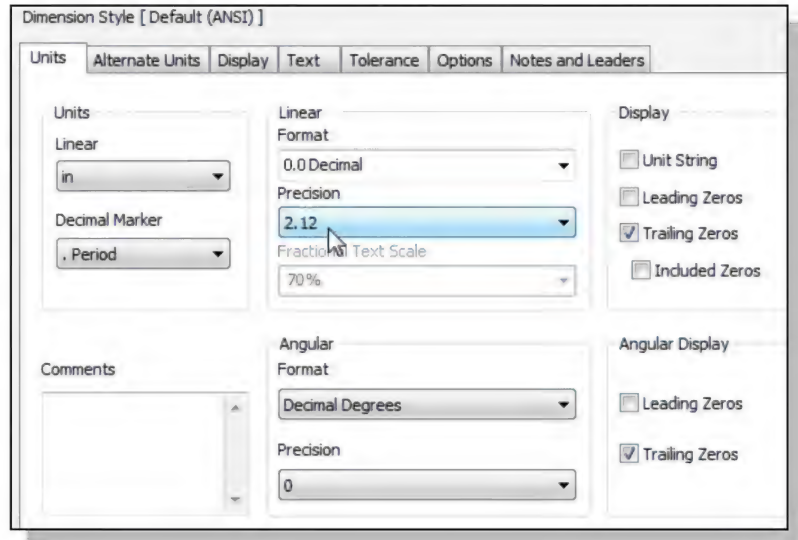 Dimension Style [ Default (ANSI) ]
Units Alternate Units Display Text Tolerance Options Notes and Leaders
Units
Linear
in
Decimal Marker
. Period
Linear
Format
0.0 Decimal
Precision
2.12
Fractional Text Scale
70%
Display
Unit String
Leading Zeros
Trailing Zeros
Included Zeros
Comments
Angular
Format
Decimal Degrees
Precision
0
Angular Display
Leading Zeros
Trailing Zeros